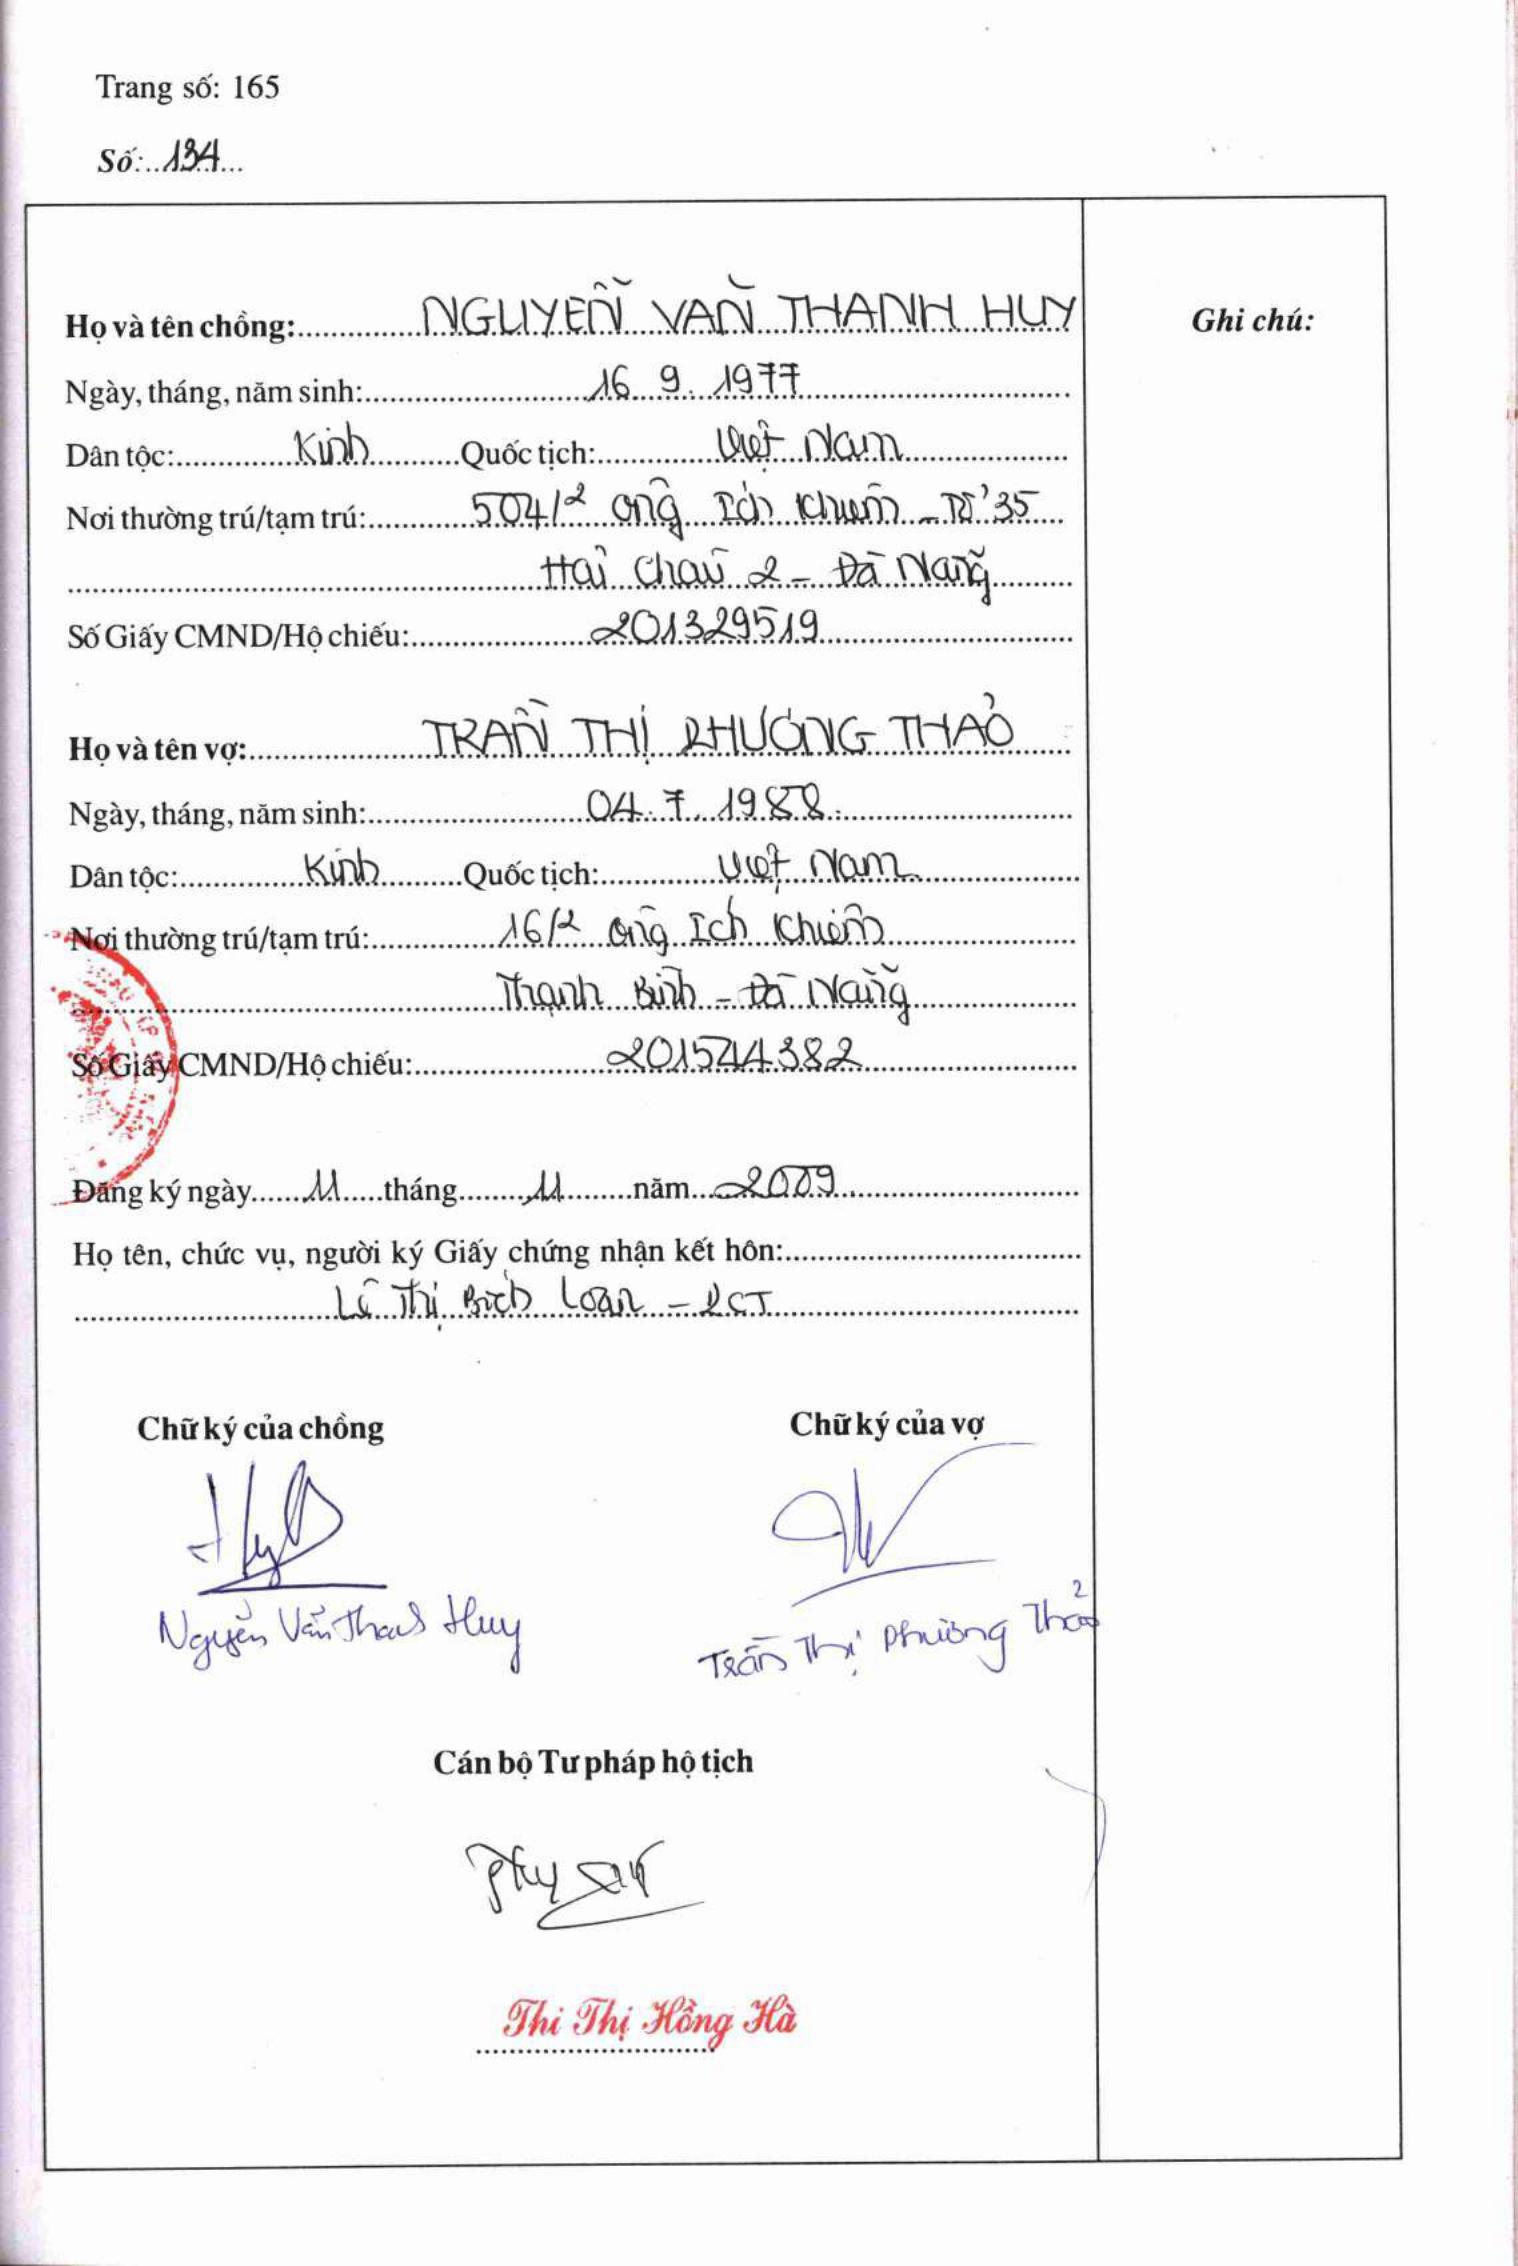 Trang số: 165
Số: 134
Họ và tên chồng: NGUYỄN VĂN THANH HUY
Ghi chú:
Ngày, tháng, năm sinh: 16.9.1977
Dân tộc: Kinh Quốc tịch: Việt Nam
Nơi thường trú/tạm trú: 504/2 Ông Ích Khiêm - Tổ 35
Hải Châu 2 - Đà Nẵng
Số Giấy CMND/Hộ chiếu: 201329519
Họ và tên vợ: TRẦN THỊ PHƯƠNG THẢO
Ngày, tháng, năm sinh: 04.7.1988
Dân tộc: Kinh Quốc tịch: Việt Nam
Nơi thường trú/tạm trú: 16/2 Ông Ích Khiêm
Thanh Bình - Đà Nẵng
Số Giấy CMND/Hộ chiếu: 201544382
Đăng ký ngày 11 tháng 11 năm 2009
Họ tên, chức vụ, người ký Giấy chứng nhận kết hôn:
Lê Thị Bích Loan - PCT
Chữ ký của chồng Chữ ký của vợ
Nguyễn Văn Thanh Huy
Trần Thị Phương Thảo
Cán bộ Tư pháp hộ tịch
Thi Thị Hồng Hà